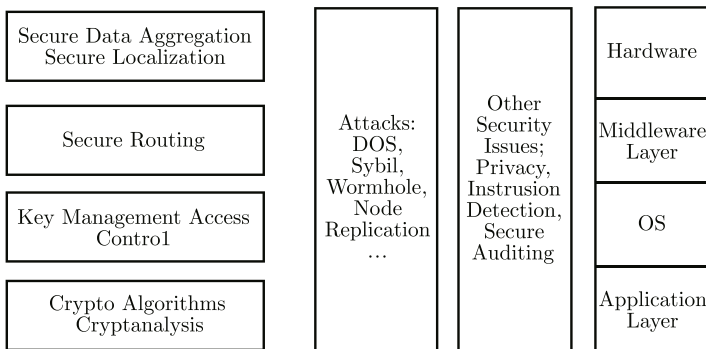 Secure Data Aggregation
Secure Localization
Secure Routing
Key Management Access
Contro1
Crypto Algorithms
Cryptanalysis
Attacks:
DOS,
Sybil,
Wormhole,
Node
Replication
...
Other
Security
Issues;
Privacy,
Instrusion
Detection,
Secure
Auditing
Hardware
Middleware
Layer
OS
Application
Layer